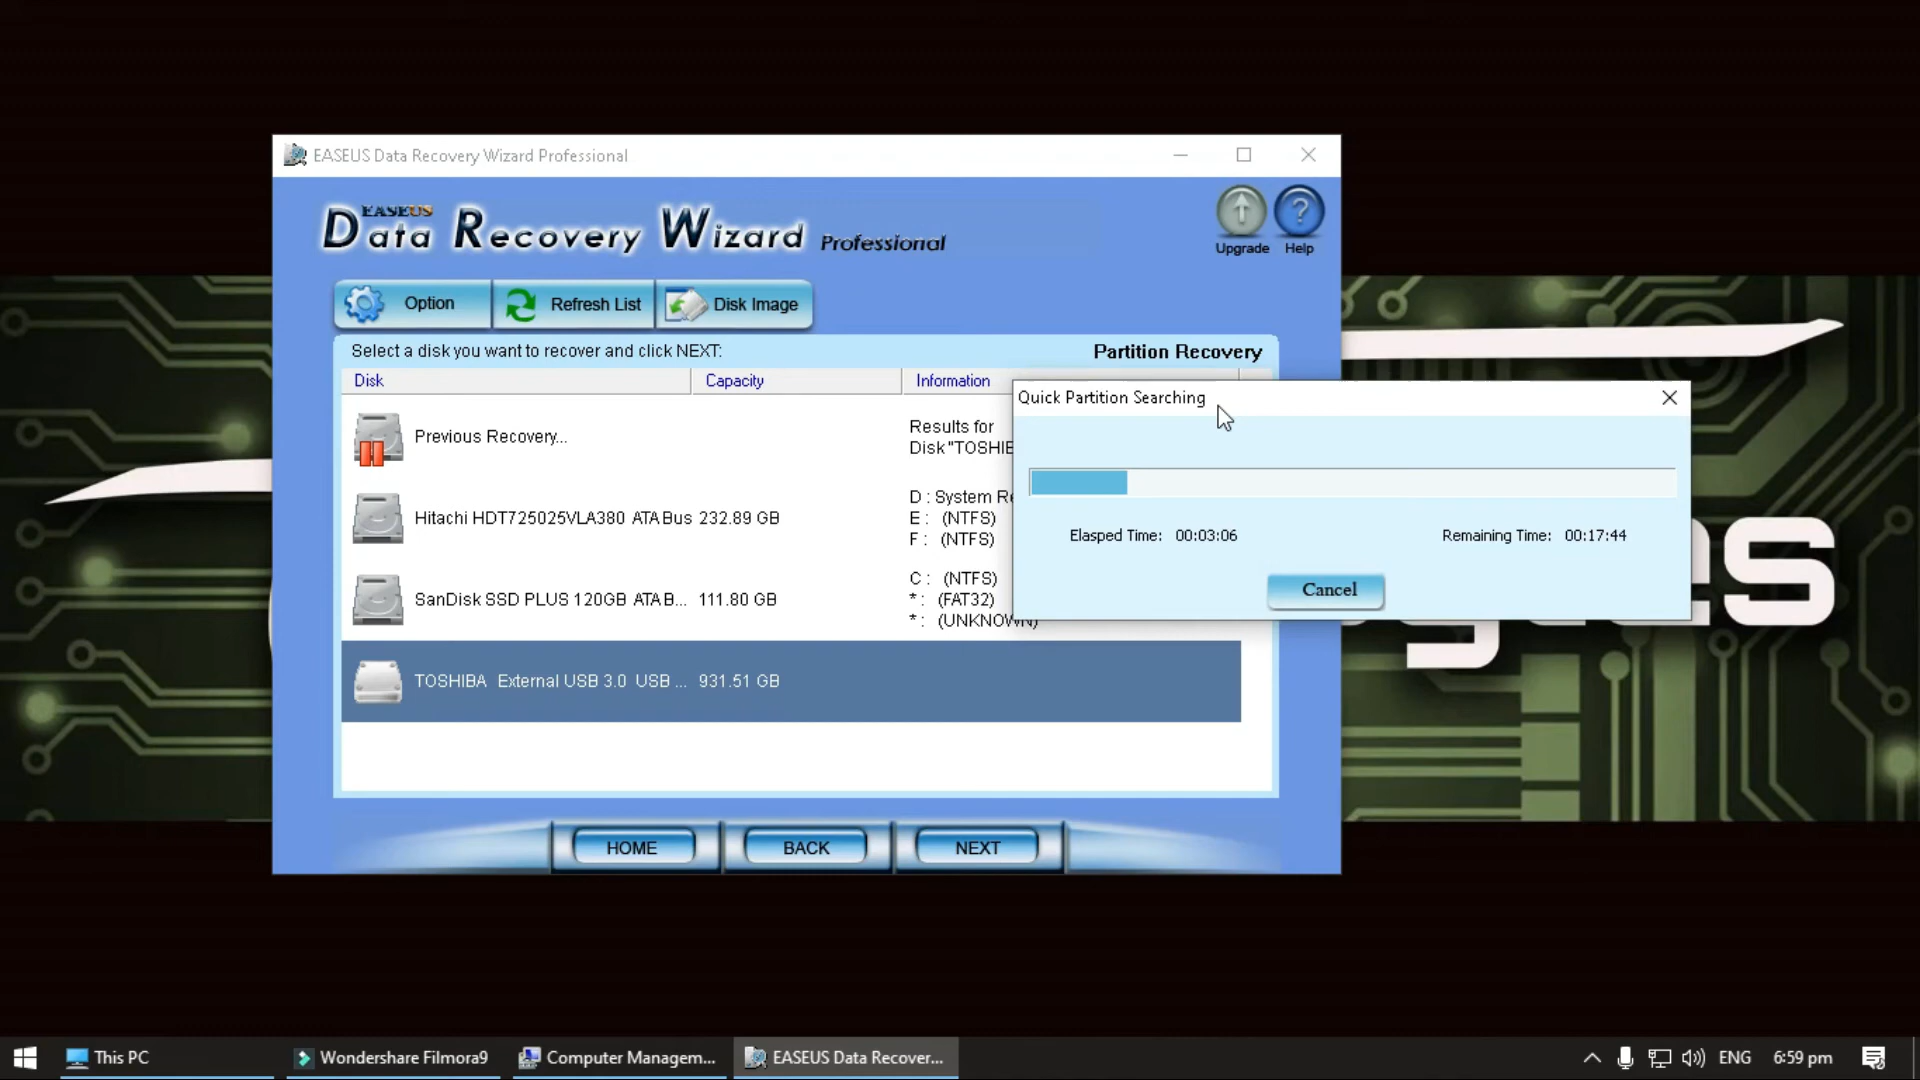 EASEUS Data Recovery Wizard Professional
EASEUS
Data Recovery Wizard Professional
Upgrade Help
Option Refresh List Disk Image
Select a disk you want to recover and click NEXT: Partition Recovery
Disk Capacity Information
Quick Partition Searching
Previous Recovery...
Results for
Disk "TOSHIB
Hitachi HDT725025VLA380 ATA Bus 232.89 GB
D : System Re
E : (NTFS)
F : (NTFS)
Elasped Time: 00:03:06 Remaining Time: 00:17:44
Cancel
SanDisk SSD PLUS 120GB ATA B... 111.80 GB
C : (NTFS)
* : (FAT32)
* : (UNKNOWN)
TOSHIBA External USB 3.0 USB ... 931.51 GB
HOME BACK NEXT
This PC Wondershare Filmora9 Computer Managem... EASEUS Data Recover... ENG 6:59 pm